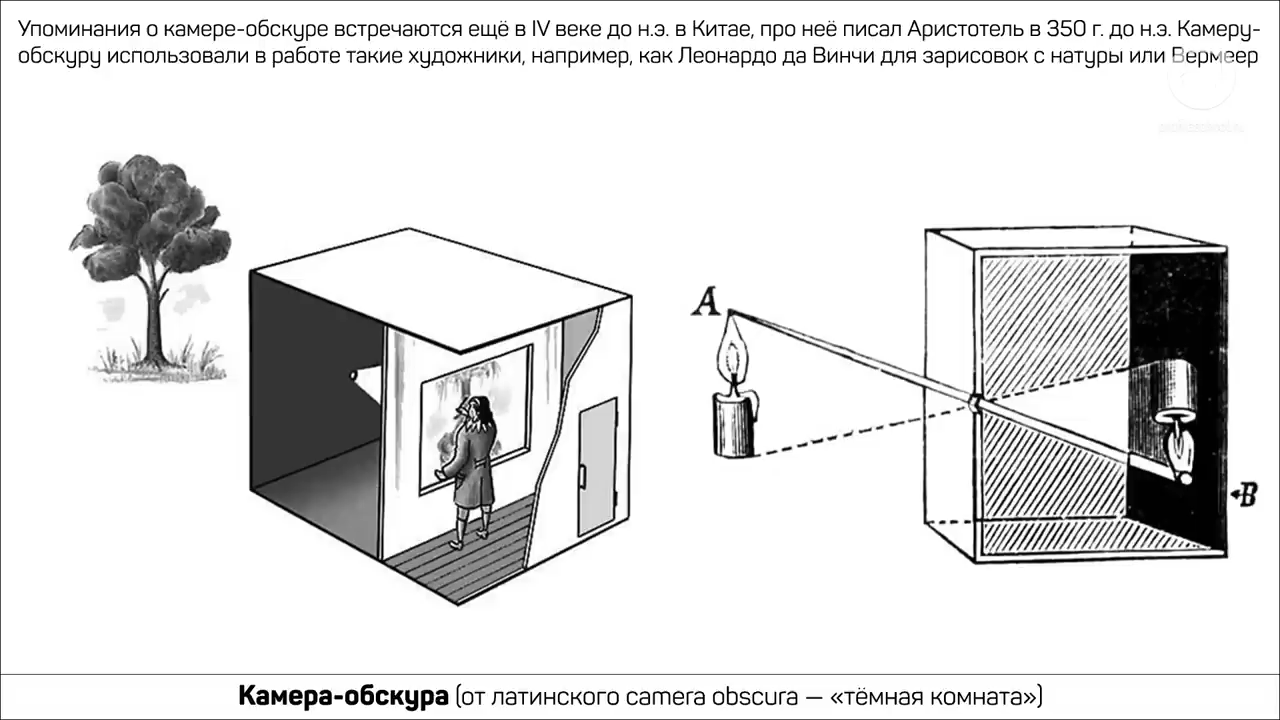 Упоминания о камере-обскуре встречаются ещё в IV веке до н.э. в Китае, про неё писал Аристотель в 350 г. до н.э. Камеру-
обскуру использовали в работе такие художники, например, как Леонардо да Винчи для зарисовок с натуры или Вермеер
A
B
Камера-обскура (от латинского camera obscura — «тёмная комната»)